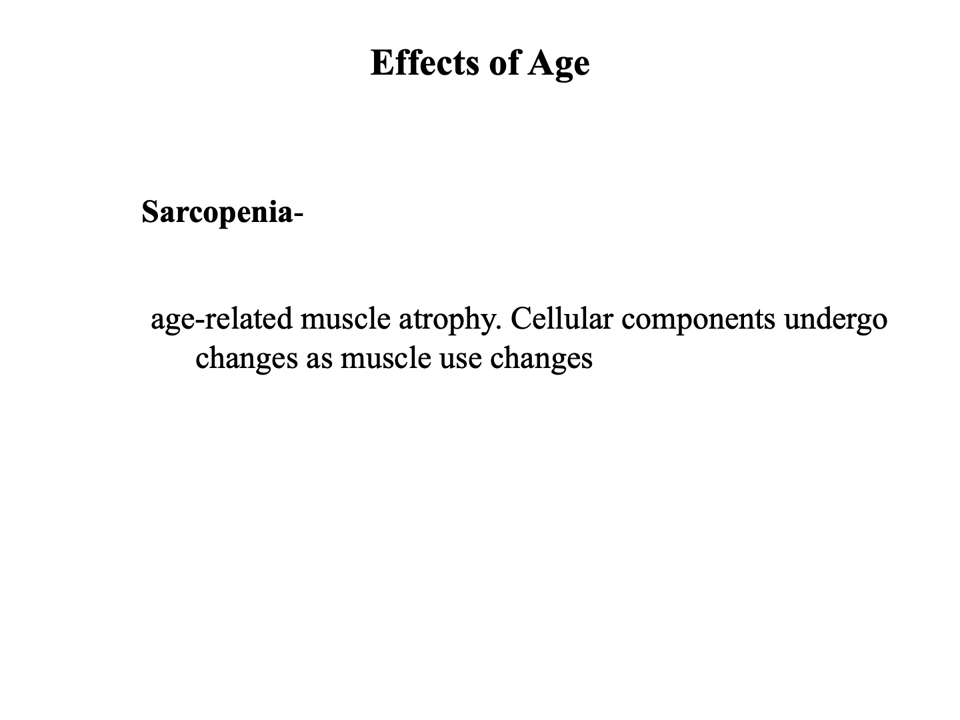 Effects of Age
Sarcopenia-
age-related muscle atrophy. Cellular components undergo
changes as muscle use changes